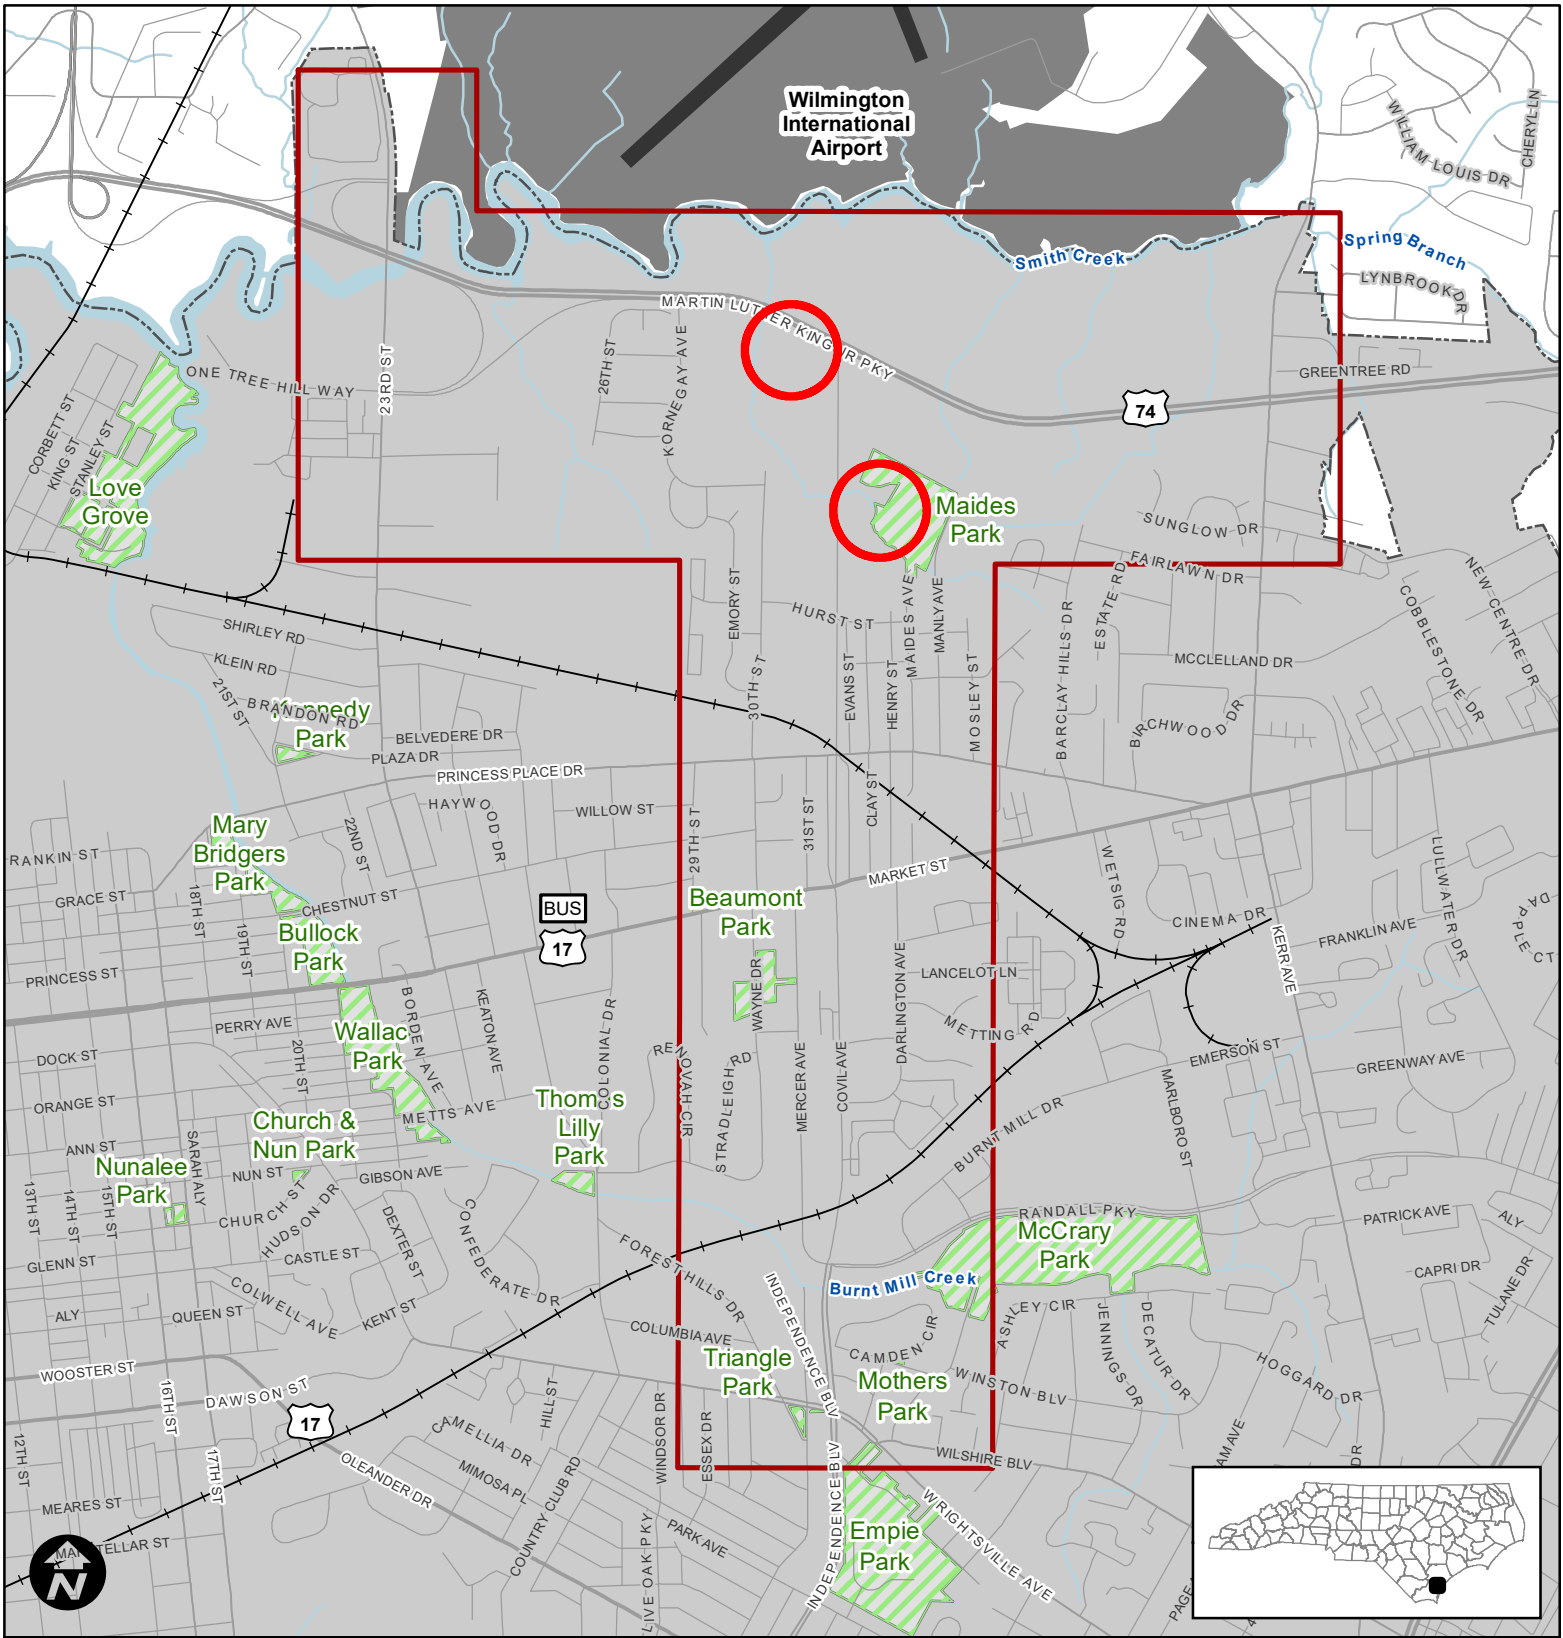 Wilmington
International
Airport
WILLIAM LOUIS DR
CHERYL LN
Smith Creek
Spring Branch
LYNBROOK DR
MARTIN LUTHER KING JR PKY
ONE TREE HILL WAY
23RD ST
26TH ST
KORNEGAY AVE
74
GREENTREE RD
CORBETT ST
KING ST
STANLEY ST
Love
Grove
Maides
Park
SUNGLOW DR
FAIRLAWN DR
EMORY ST
HURST ST
MAIDES AVE
MANLY AVE
ESTATE RD
BARCLAY HILLS DR
COBBLESTONE DR
NEW CENTRE DR
SHIRLEY RD
KLEIN RD
21ST ST
BRANDON RD
Kennedy
Park
BELVEDERE DR
PLAZA DR
PRINCESS PLACE DR
30TH ST
EVANS ST
HENRY ST
MOSLEY ST
MCCLELLAND DR
BIRCHWOOD DR
HAYWOOD DR
WILLOW ST
29TH ST
31ST ST
CLAY ST
Mary
Bridgers
Park
22ND ST
RANKIN ST
GRACE ST
18TH ST
CHESTNUT ST
19TH ST
Bullock
Park
PRINCESS ST
BUS
17
Beaumont
Park
MARKET ST
WETSIG RD
CINEMA DR
KERR AVE
FRANKLIN AVE
LULLWATER DR
DAPPLE CT
LANCELOT LN
DARLINGTON AVE
WAYNE DR
METTING RD
PERRY AVE
Wallac
Park
BORDEN AVE
KEATON AVE
COLONIAL DR
RENOVAH CIR
STRADLEIGH RD
MERCER AVE
COVIL AVE
EMERSON ST
GREENWAY AVE
DOCK ST
20TH ST
ORANGE ST
METTS AVE
Thomas
Lilly
Park
BURNT MILL DR
MARLBORO ST
ANN ST
Church &
Nun Park
SARAH ALY
Nunalee
Park
NUN ST
GIBSON AVE
13TH ST
14TH ST
15TH ST
CHURCH ST
HUDSON DR
DEXTER ST
CONFEDERATE DR
GLENN ST
CASTLE ST
FOREST HILLS DR
RANDALL PKY
McCrary
Park
PATRICK AVE
ALY
CAPRI DR
TULANE DR
Burnt Mill Creek
INDEPENDENCE BLV
ALY
QUEEN ST
COLWELL AVE
KENT ST
COLUMBIA AVE
ASHLEY CIR
JENNINGS DR
DECATUR DR
HOGGARD DR
CAMDEN CIR
WINSTON BLV
WOOSTER ST
DAWSON ST
Triangle
Park
Mothers
Park
16TH ST
17
HILL ST
WINDSOR DR
ESSEX DR
CAMELLIA DR
WILSHIRE BLV
12TH ST
17TH ST
OLEANDER DR
MIMOSA PL
COUNTRY CLUB RD
INDEPENDENCE BLV
WRIGHTSVILLE AVE
MEARES ST
LIVE OAK PKY
PARK AVE
Empie
Park
N